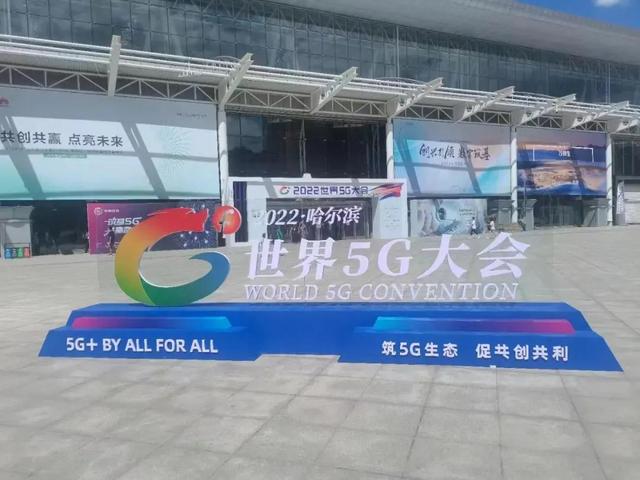 共创共赢 点亮未来
2022世界5G大会
2022·哈尔滨
世界5G大会
WORLD 5G CONVENTION
5G+ BY ALL FOR ALL
筑5G生态 促共创共利